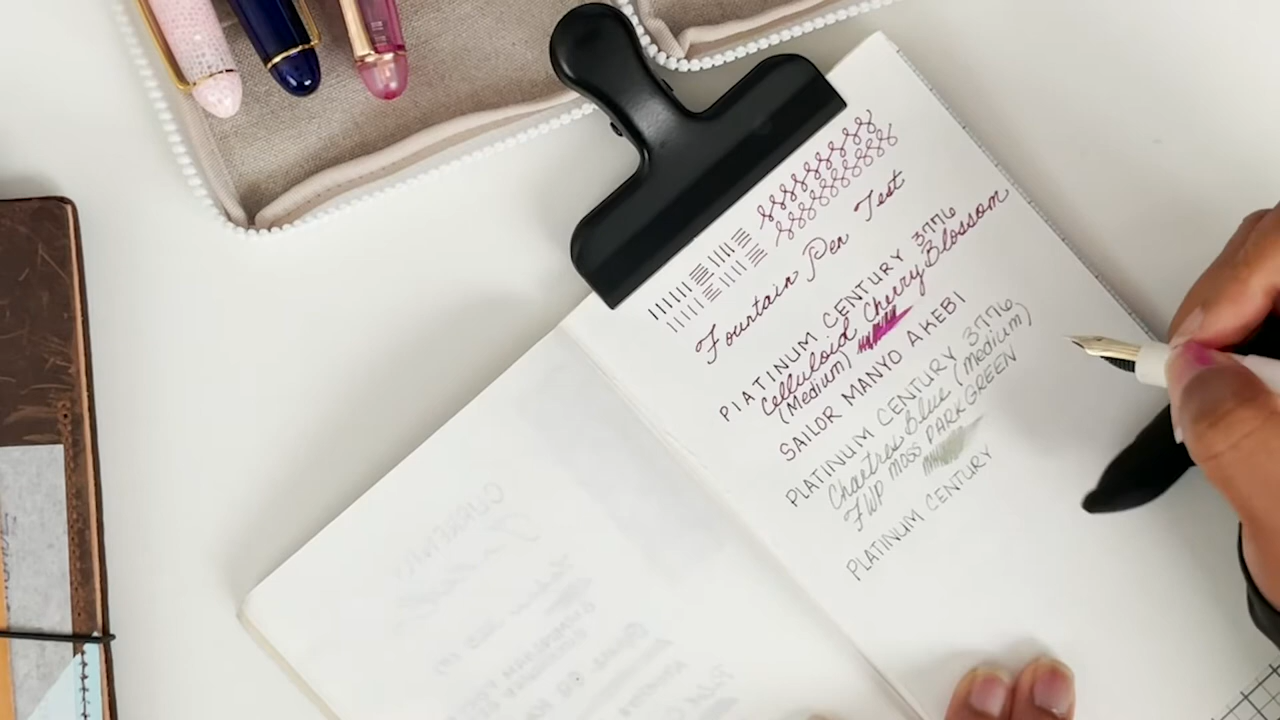 Fountain Pen Test
PLATINUM CENTURY 3776
Celluloid Cherry Blossom
(Medium)
SAILOR MANYO AKEBI
PLATINUM CENTURY 3776
Chartres Blue (Medium)
FWP MOSS PARK GREEN
PLATINUM CENTURY